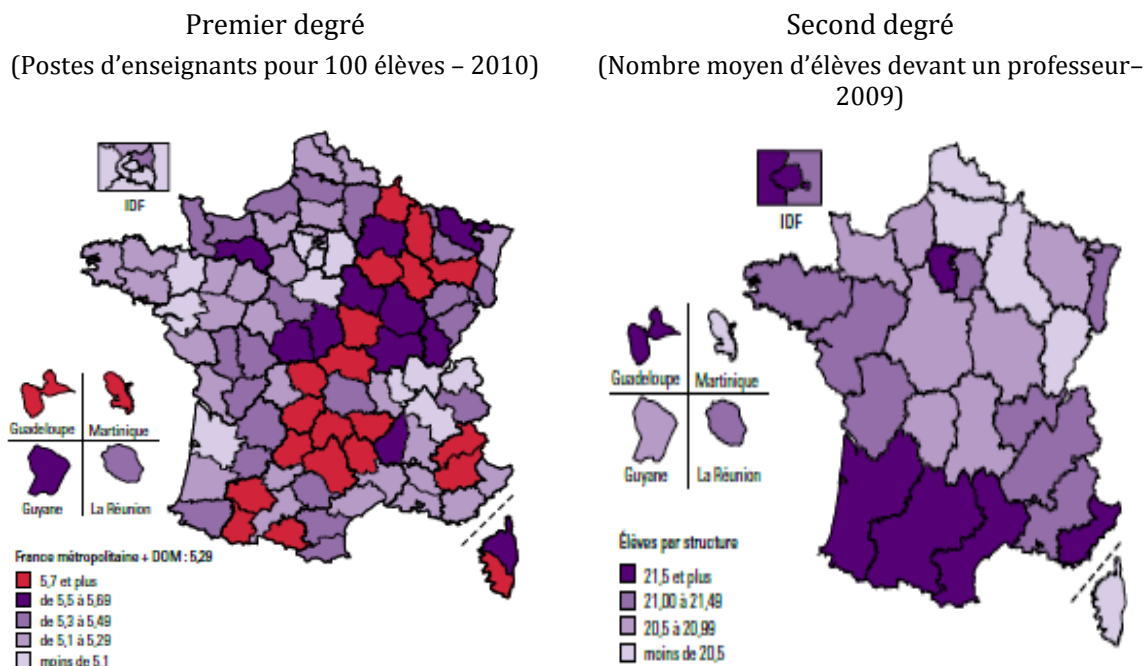 Premier degré
(Postes d'enseignants pour 100 élèves – 2010)
IDF
Guadeloupe
Martinique
Guyane
La Réunion
France métropolitaine + DOM : 5,29
5,7 et plus
de 5,5 à 5,69
de 5,3 à 5,49
de 5,1 à 5,29
moins de 5,1
Second degré
(Nombre moyen d'élèves devant un professeur–
2009)
IDF
Guadeloupe
Martinique
Guyane
La Réunion
Élèves par structure
21,5 et plus
21,00 à 21,49
20,5 à 20,99
moins de 20,5